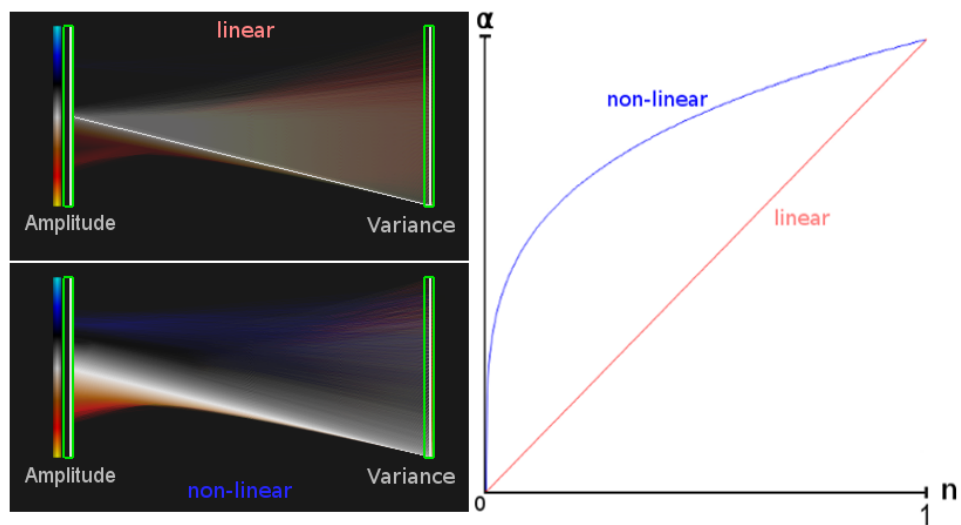 linear
Amplitude
Variance
Amplitude
Variance
non-linear
α
non-linear
linear
0
1
n